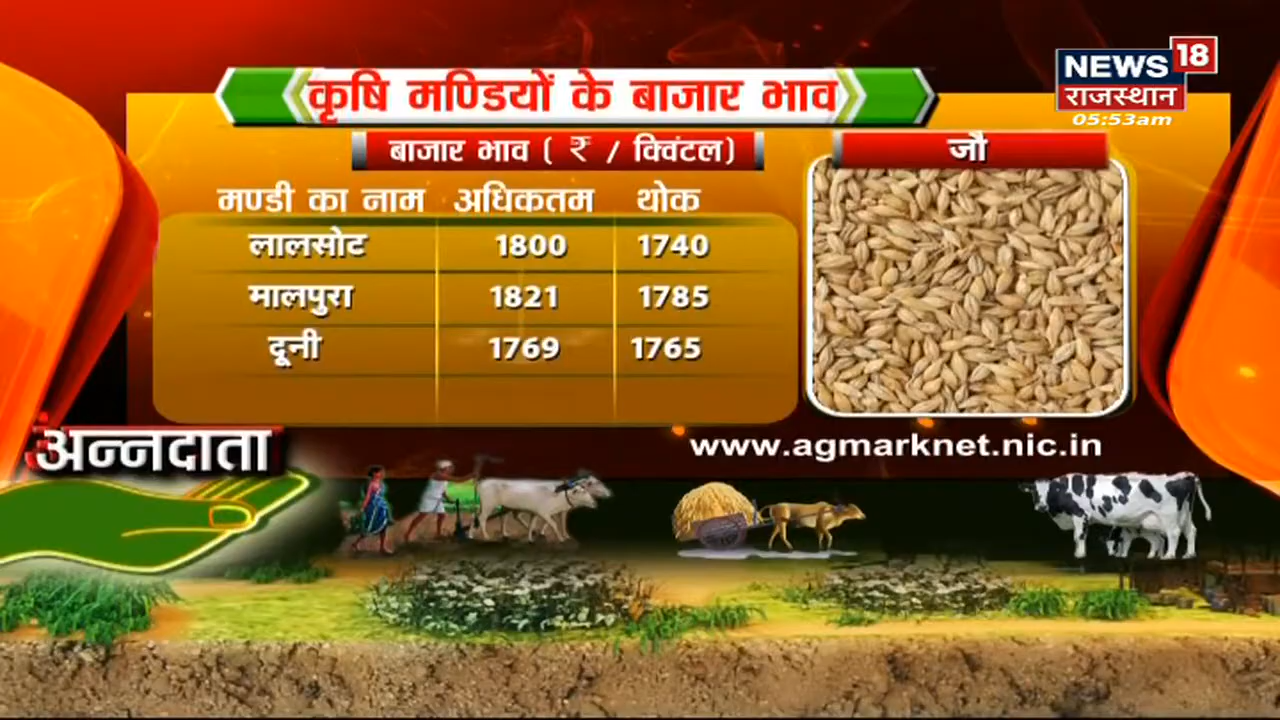 कृषि मण्डियों के बाजार भाव
NEWS 18
राजस्थान
05:53am
बाजार भाव ( ₹ / क्विंटल)
जौ
मण्डी का नाम अधिकतम थोक
लालसोट 1800 1740
मालपुरा 1821 1785
दूनी 1769 1765
अन्नदाता
www.agmarknet.nic.in